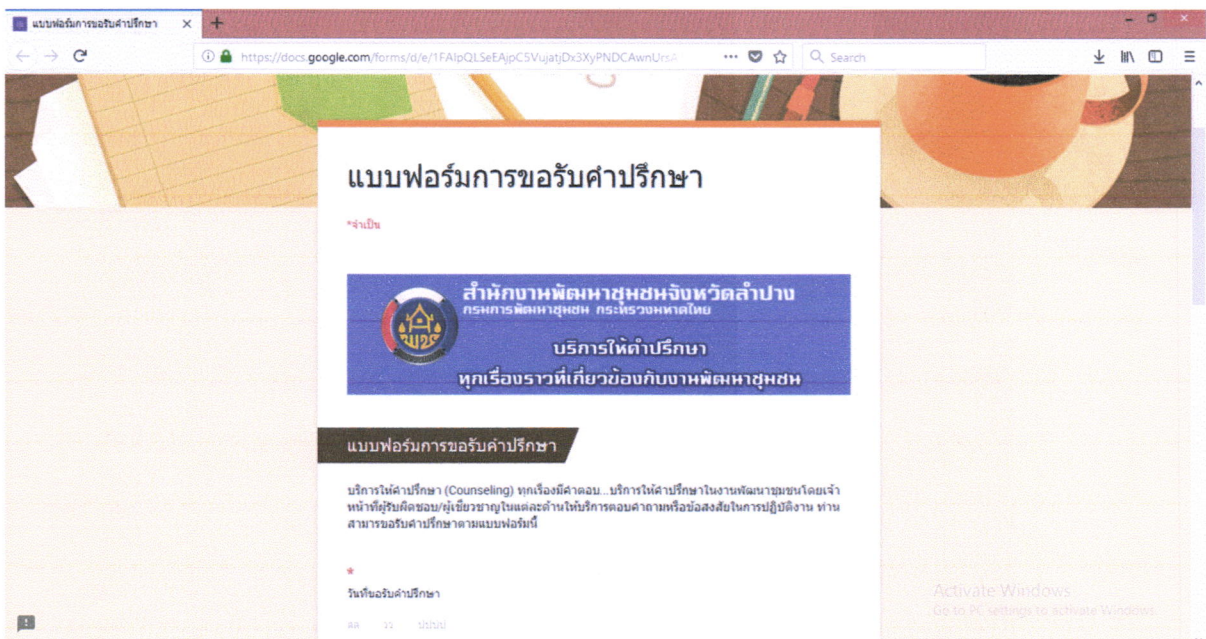 แบบฟอร์มการขอรับคำปรึกษา
https://docs.google.com/forms/d/e/1FAIpQLSeEAjpC5VujatjDx3XyPNDCAwnUrsA
Search
แบบฟอร์มการขอรับคำปรึกษา
*จำเป็น
สำนักงานพัฒนาชุมชนจังหวัดลำปาง
กรมการพัฒนาชุมชน กระทรวงมหาดไทย
พช
บริการให้คำปรึกษา
ทุกเรื่องราวที่เกี่ยวข้องกับงานพัฒนาชุมชน
แบบฟอร์มการขอรับคำปรึกษา
บริการให้คำปรึกษา (Counseling) ทุกเรื่องมีคำตอบ...บริการให้คำปรึกษาในงานพัฒนาชุมชนโดยเจ้า
หน้าที่ผู้รับผิดชอบ/ผู้เชี่ยวชาญในแต่ละด้านให้บริการตอบคำถามหรือข้อสงสัยในการปฏิบัติงาน ท่าน
สามารถขอรับคำปรึกษาตามแบบฟอร์มนี้
*
วันที่ขอรับคำปรึกษา
ดด วว ปปปป
Activate Windows
Go to PC settings to activate Windows.